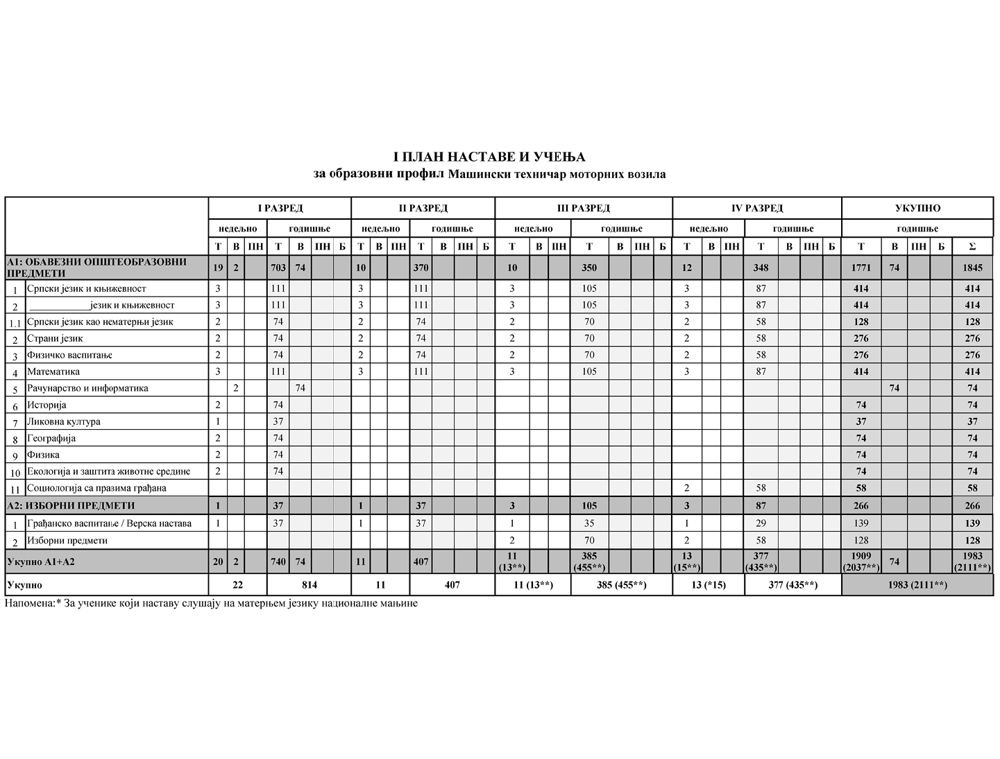 I ПЛАН НАСТАВЕ И УЧЕЊА
за образовни профил Машински техничар моторних возила
I РАЗРЕД II РАЗРЕД III РАЗРЕД IV РАЗРЕД УКУПНО
недељно годишње недељно годишње недељно годишње недељно годишње годишње
Т В ПН Т В ПН Б Т В ПН Т В ПН Б Т В ПН Т В ПН Б Т В ПН Т В ПН Б Т В ПН Б Σ
А1: ОБАВЕЗНИ ОПШТЕОБРАЗОВНИ
ПРЕДМЕТИ 19 2 703 74 10 370 10 350 12 348 1771 74 1845
1 Српски језик и књижевност 3 111 3 111 3 105 3 87 414 414
2 ____________језик и књижевност 3 111 3 111 3 105 3 87 414 414
1.1 Српски језик као нематерњи језик 2 74 2 74 2 70 2 58 128 128
2 Страни језик 2 74 2 74 2 70 2 58 276 276
3 Физичко васпитање 2 74 2 74 2 70 2 58 276 276
4 Математика 3 111 3 111 3 105 3 87 414 414
5 Рачунарство и информатика 2 74 74 74
6 Историја 2 74 74 74
7 Ликовна култура 1 37 37 37
8 Географија 2 74 74 74
9 Физика 2 74 74 74
10 Екологија и заштита животне средине 2 74 74 74
11 Социологија са правима грађана 2 58 58 58
А2: ИЗБОРНИ ПРЕДМЕТИ 1 37 1 37 3 105 3 87 266 266
1 Грађанско васпитање / Верска настава 1 37 1 37 1 35 1 29 139 139
2 Изборни предмети 2 70 2 58 128 128
Укупно А1+А2 20 2 740 74 11 407 11 385 13 377 1909 74 1983
(13**) (455**) (15**) (435**) (2037**) (2111**)
Укупно 22 814 11 407 11 (13**) 385 (455**) 13 (*15) 377 (435**) 1983 (2111**)
Напомена:* За ученике који наставу слушају на матерњем језику националне мањине